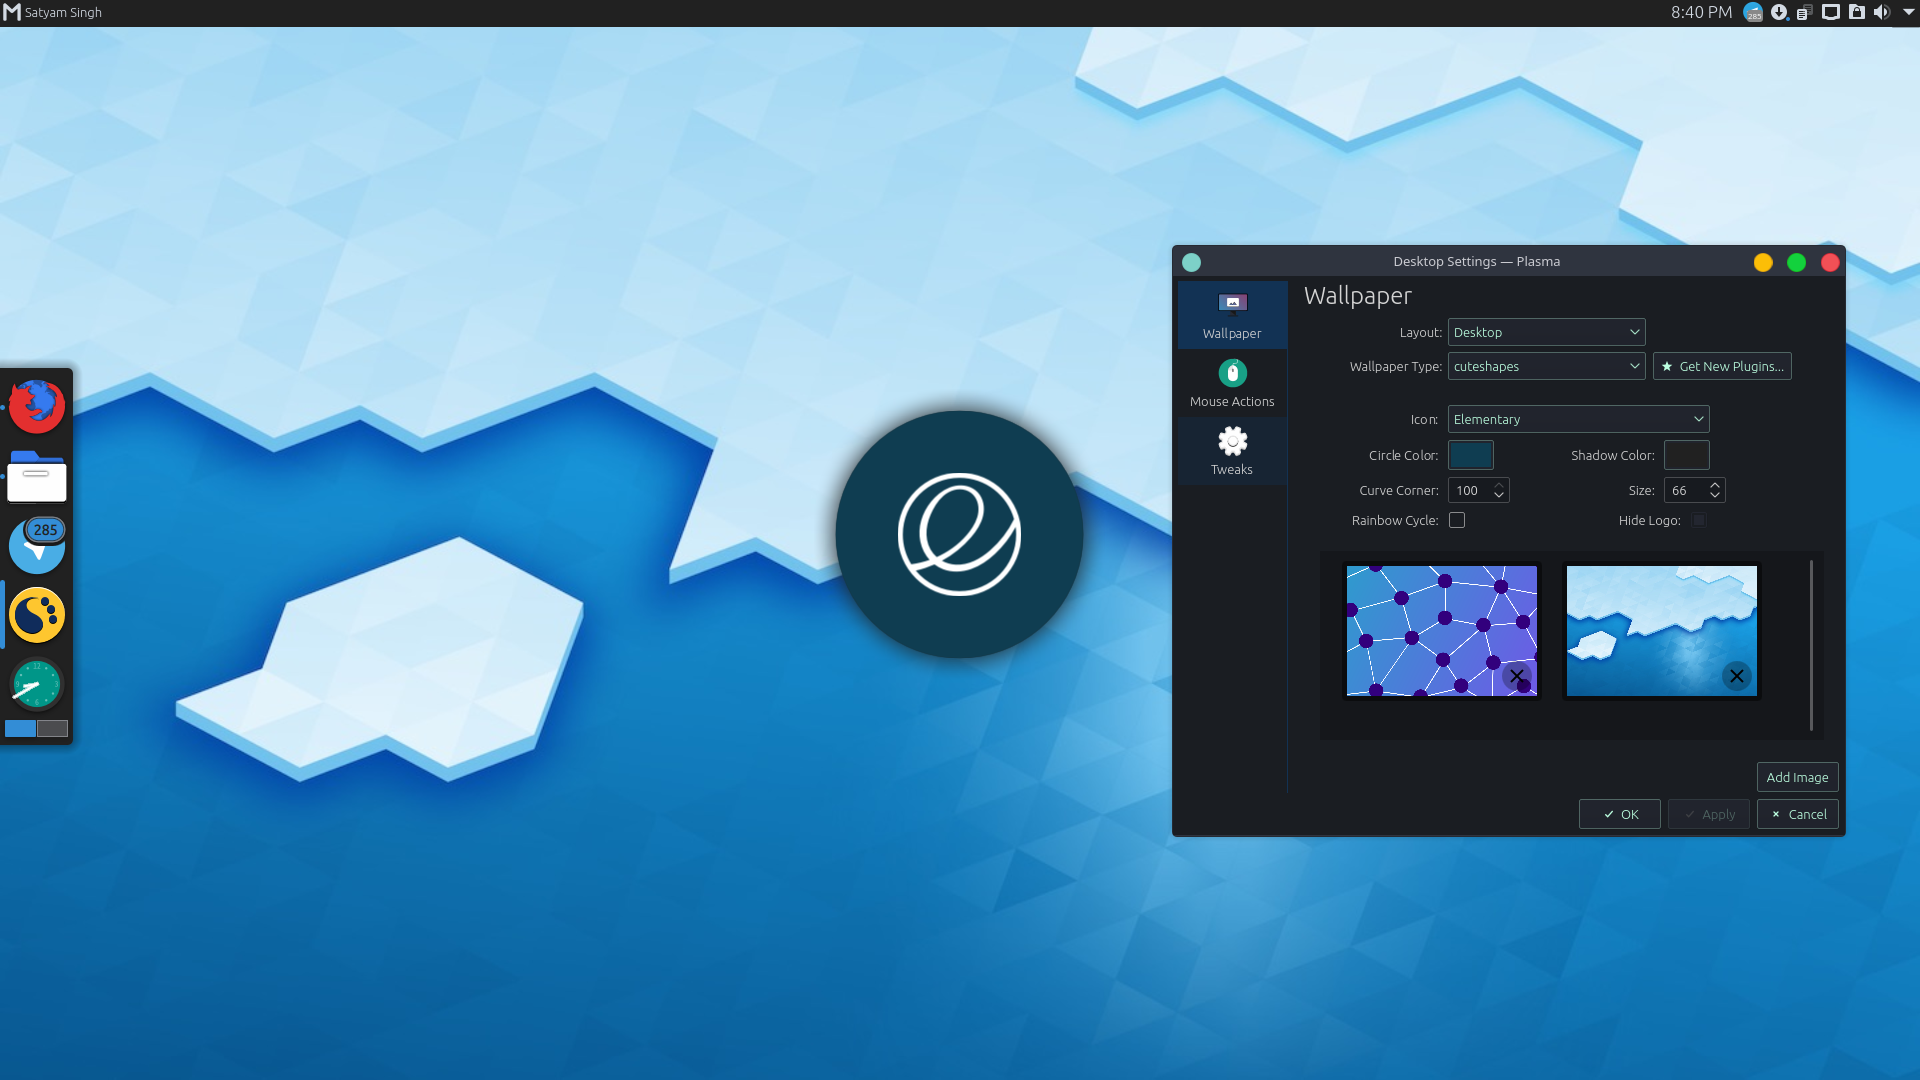 Satyam Singh
8:40 PM
285
Desktop Settings — Plasma
Wallpaper
Mouse Actions
Tweaks
Wallpaper
Layout: Desktop
Wallpaper Type: cuteshapes Get New Plugins...
Icon: Elementary
Circle Color: Shadow Color:
Curve Corner: 100 Size: 66
Rainbow Cycle: Hide Logo:
Add Image
OK Apply Cancel
285